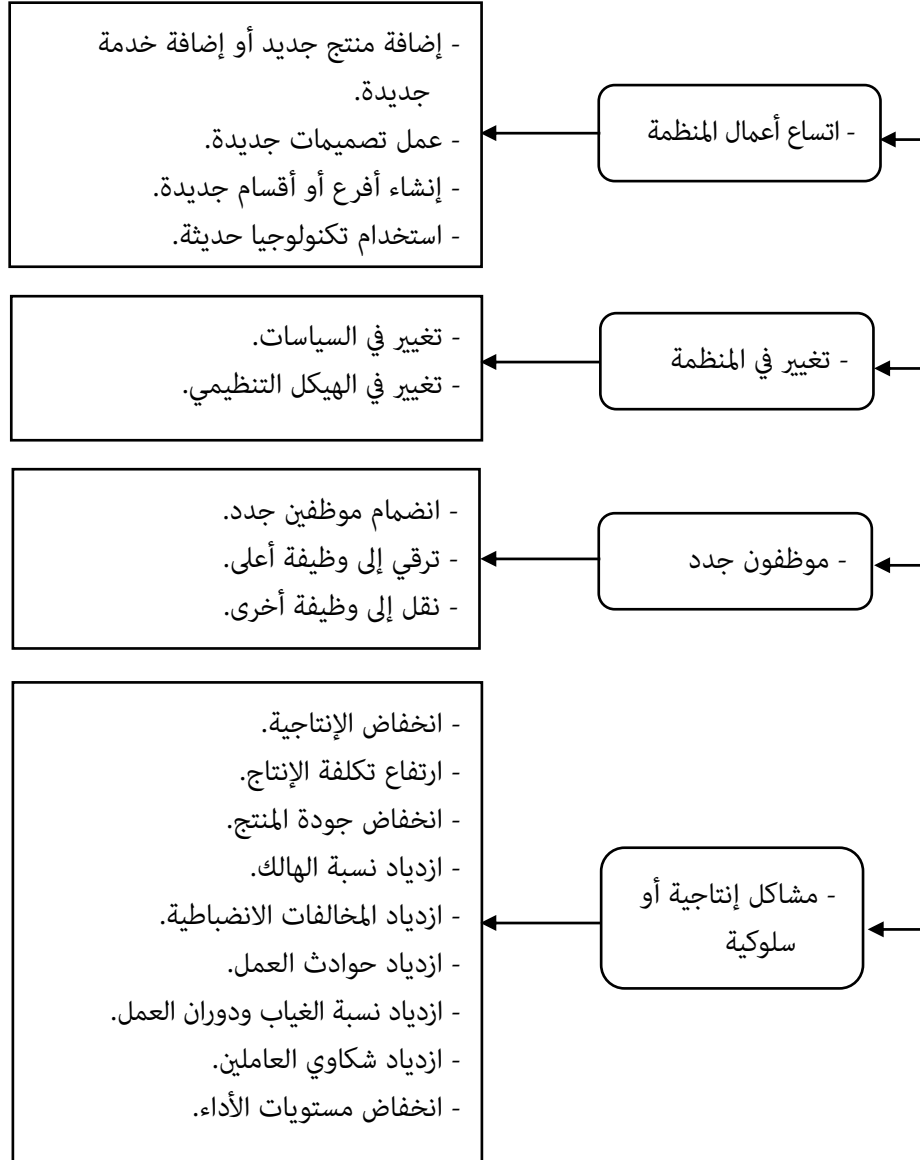 - اتساع أعمال المنظمة
- إضافة منتج جديد أو إضافة خدمة
جديدة.
- عمل تصميمات جديدة.
- إنشاء أفرع أو أقسام جديدة.
- استخدام تكنولوجيا حديثة.
- تغيير في المنظمة
- تغيير في السياسات.
- تغيير في الهيكل التنظيمي.
- موظفون جدد
- انضمام موظفين جدد.
- ترقي إلى وظيفة أعلى.
- نقل إلى وظيفة أخرى.
- مشاكل إنتاجية أو
سلوكية
- انخفاض الإنتاجية.
- ارتفاع تكلفة الإنتاج.
- انخفاض جودة المنتج.
- ازدياد نسبة الهالك.
- ازدياد المخالفات الانضباطية.
- ازدياد حوادث العمل.
- ازدياد نسبة الغياب ودوران العمل.
- ازدياد شكاوي العاملين.
- انخفاض مستويات الأداء.